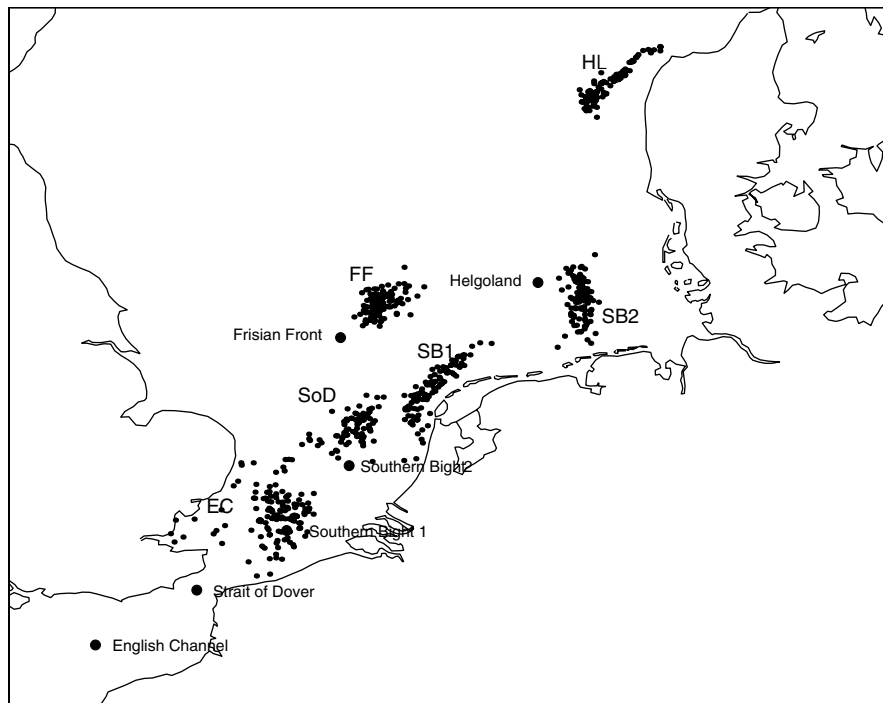 HL
FF
Helgoland
SB2
Frisian Front
SB1
SoD
Southern Bight2
EC
Southern Bight 1
Strait of Dover
English Channel